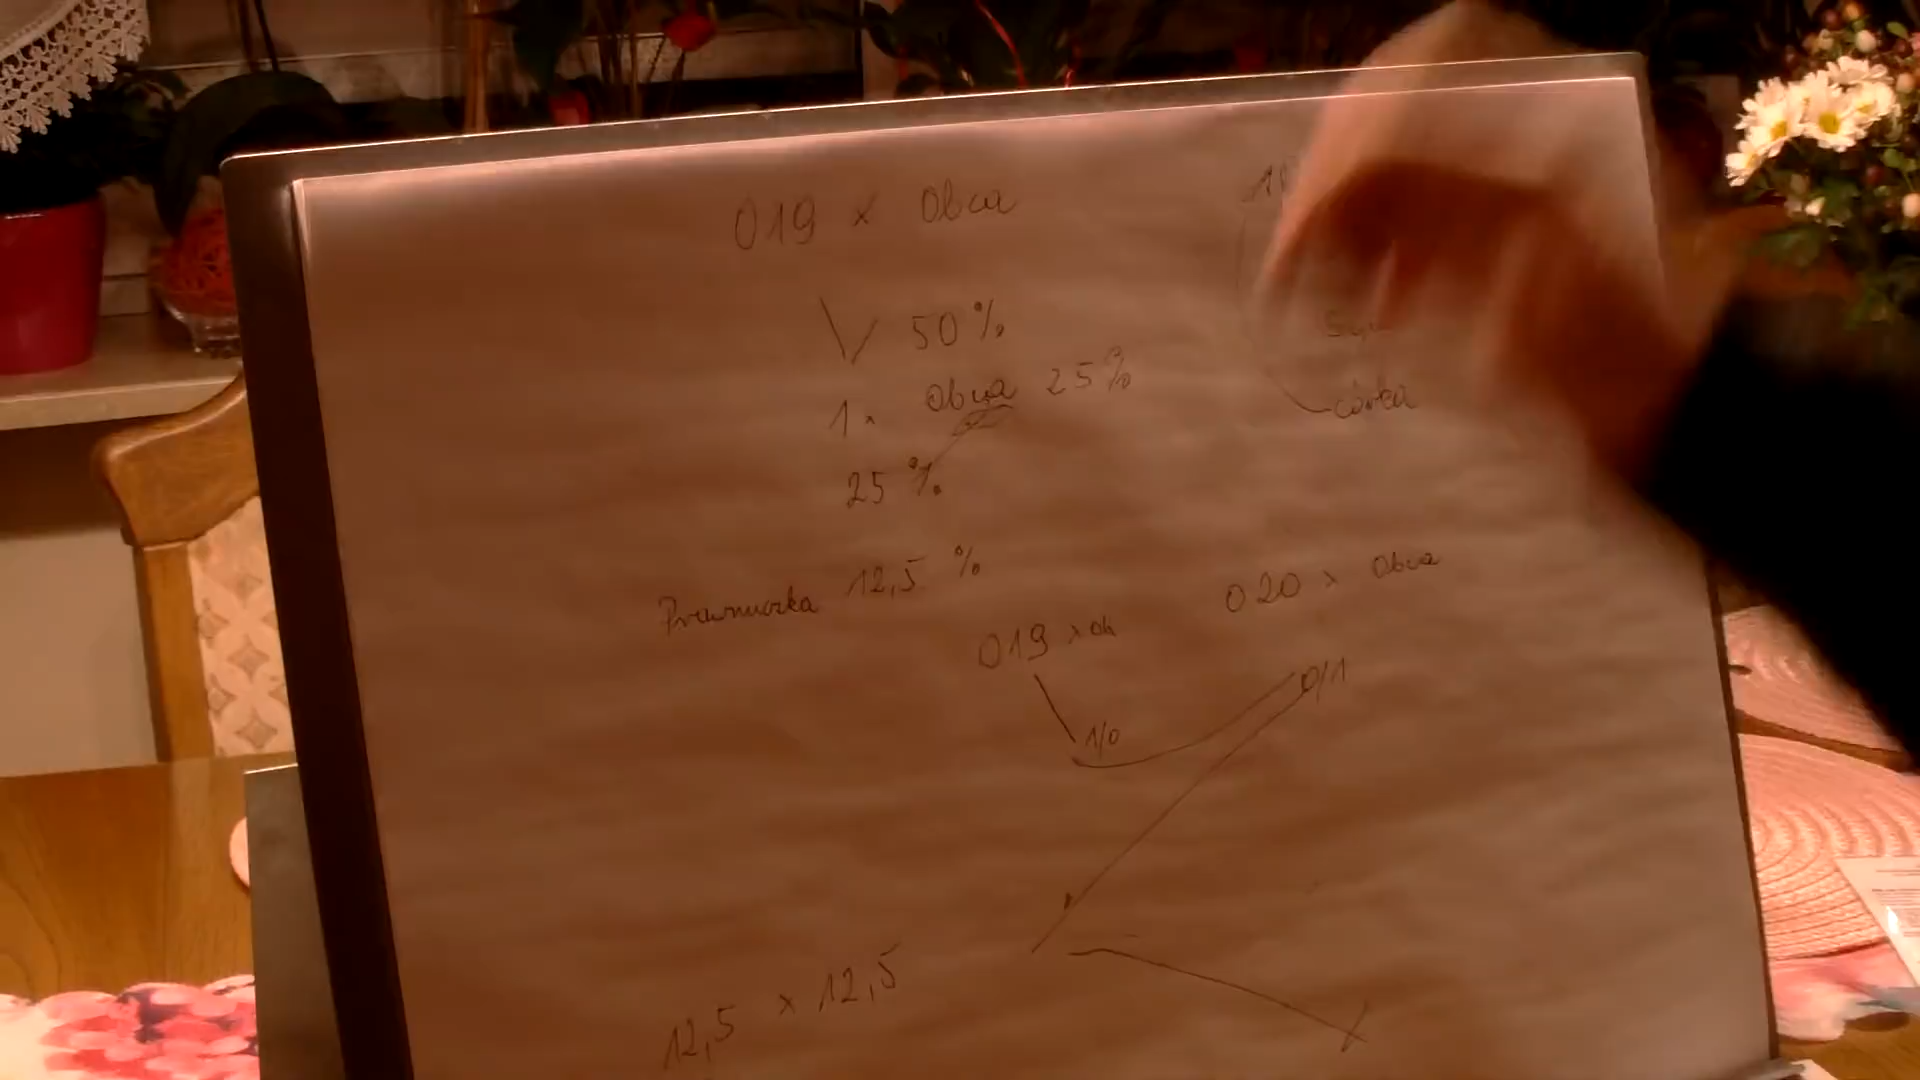 019 x Obca
50 %
1 x Obca 25 %
25 %
córka
Prawnuczka 12,5 %
019 x ob
020 x Obca
1/0
0/1
12,5 x 12,5